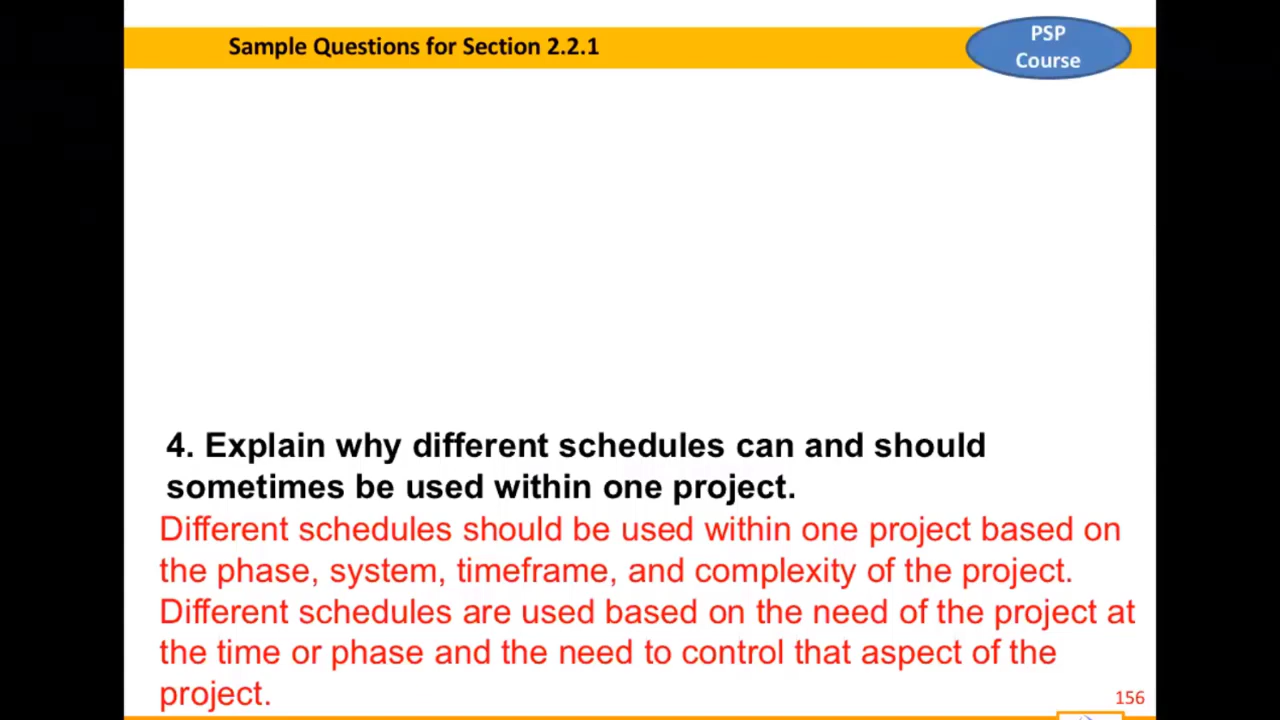 Sample Questions for Section 2.2.1
PSP
Course
4. Explain why different schedules can and should
sometimes be used within one project.
Different schedules should be used within one project based on
the phase, system, timeframe, and complexity of the project.
Different schedules are used based on the need of the project at
the time or phase and the need to control that aspect of the
project.
156